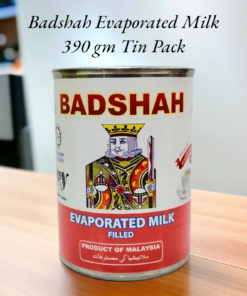 Badshah Evaporated Milk
390 gm Tin Pack
BADSHAH
EVAPORATED MILK
FILLED
PRODUCT OF MALAYSIA